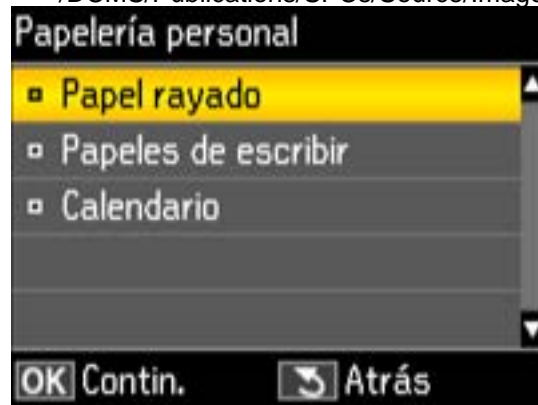 Papelería personal
Papel rayado
Papeles de escribir
Calendario
OK Contin. Atrás